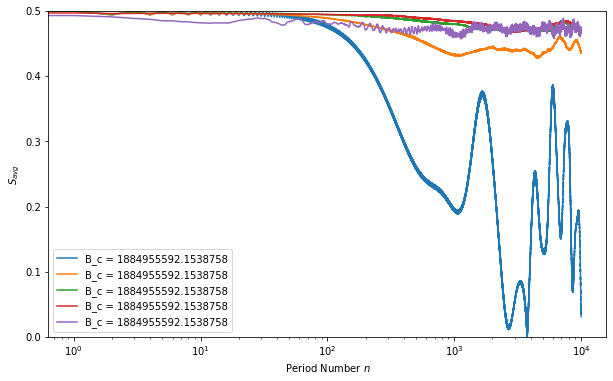 0.5
0.4
0.3
0.2
0.1
0.0
S_avg
B_c = 1884955592.1538758
B_c = 1884955592.1538758
B_c = 1884955592.1538758
B_c = 1884955592.1538758
B_c = 1884955592.1538758
10^0 10^1 10^2 10^3 10^4
Period Number n